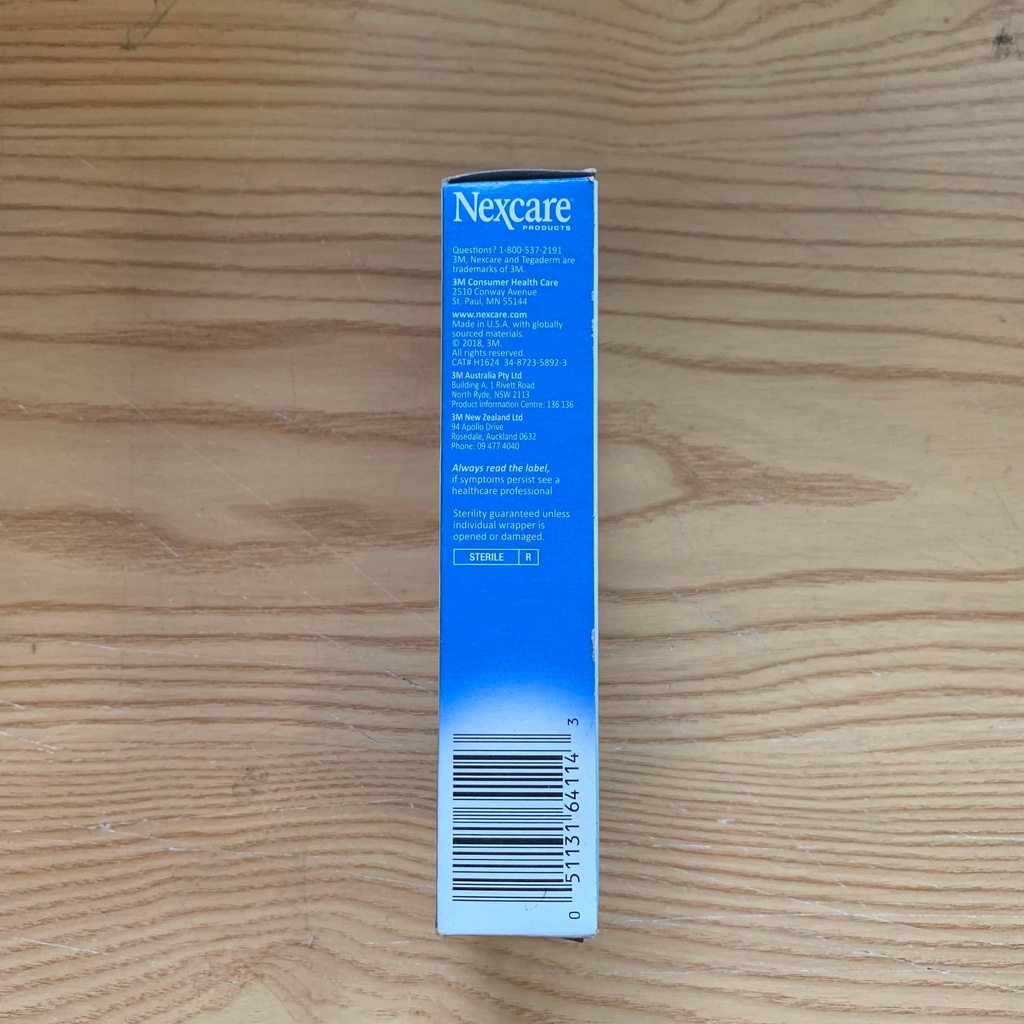 Nexcare™
PRODUCTS
Questions? 1-800-537-2191
3M, Nexcare and Tegaderm are
trademarks of 3M.
3M Consumer Health Care
2510 Conway Avenue
St. Paul, MN 55144
www.nexcare.com
Made in U.S.A. with globally
sourced materials.
© 2018, 3M.
All rights reserved.
CAT# H1624 34-8723-5892-3
3M Australia Pty Ltd
Building A, 1 Rivett Road
North Ryde, NSW 2113
Product Information Centre: 136 136
3M New Zealand Ltd
94 Apollo Drive
Rosedale, Auckland 0632
Phone: 09 477 4040
Always read the label,
if symptoms persist see a
healthcare professional
Sterility guaranteed unless
individual wrapper is
opened or damaged.
STERILE R
0 51131 64114 3